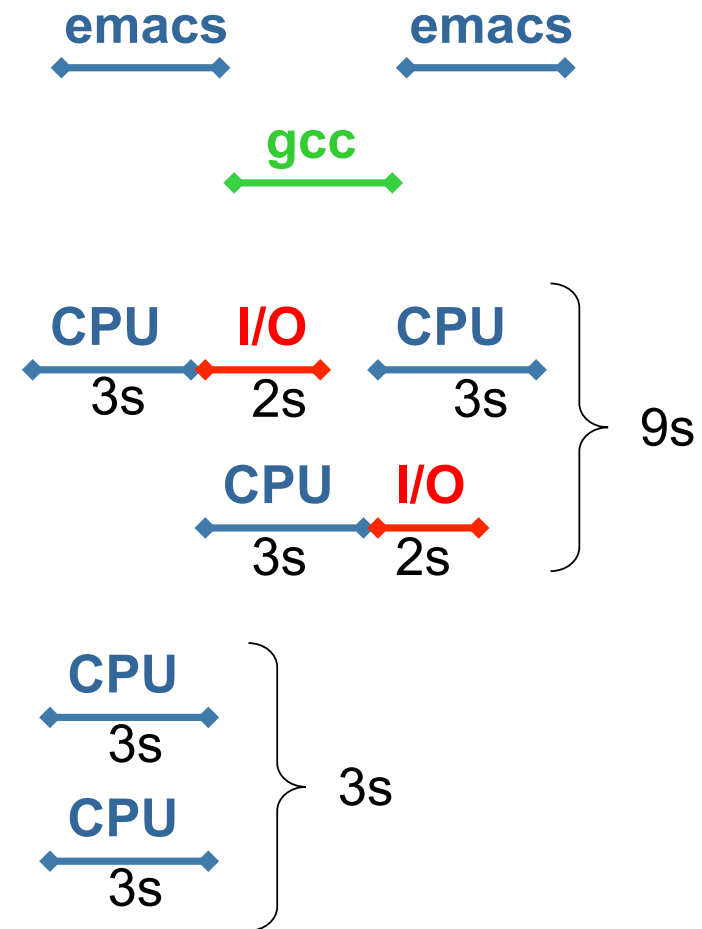 emacs emacs
gcc
CPU I/O CPU
3s 2s 3s
9s
CPU I/O
3s 2s
CPU
3s
3s
CPU
3s